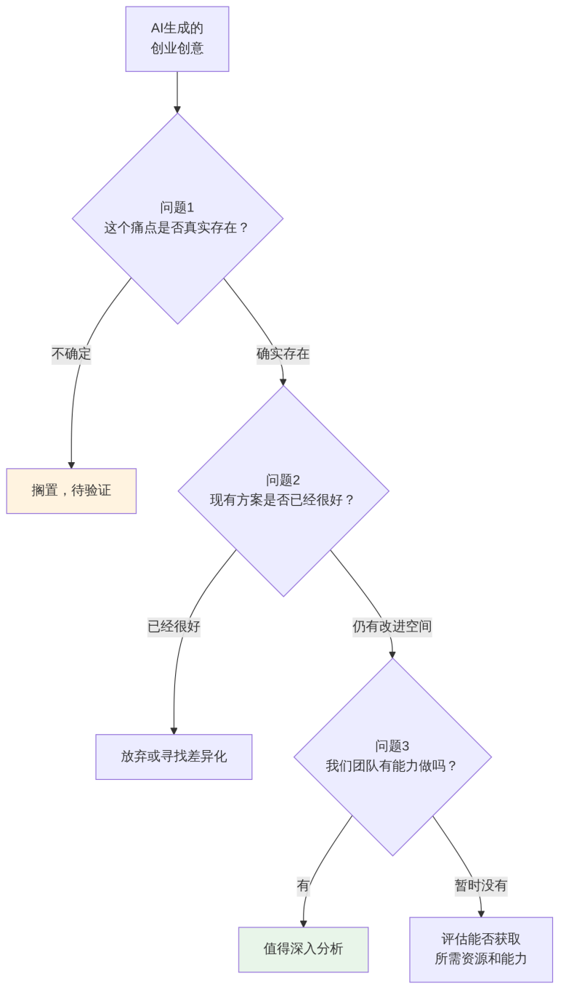 AI生成的
创业创意
问题1
这个痛点是否真实存在？
不确定
确实存在
搁置，待验证
问题2
现有方案是否已经很好？
已经很好
仍有改进空间
放弃或寻找差异化
问题3
我们团队有能力做吗？
有
暂时没有
值得深入分析
评估能否获取
所需资源和能力